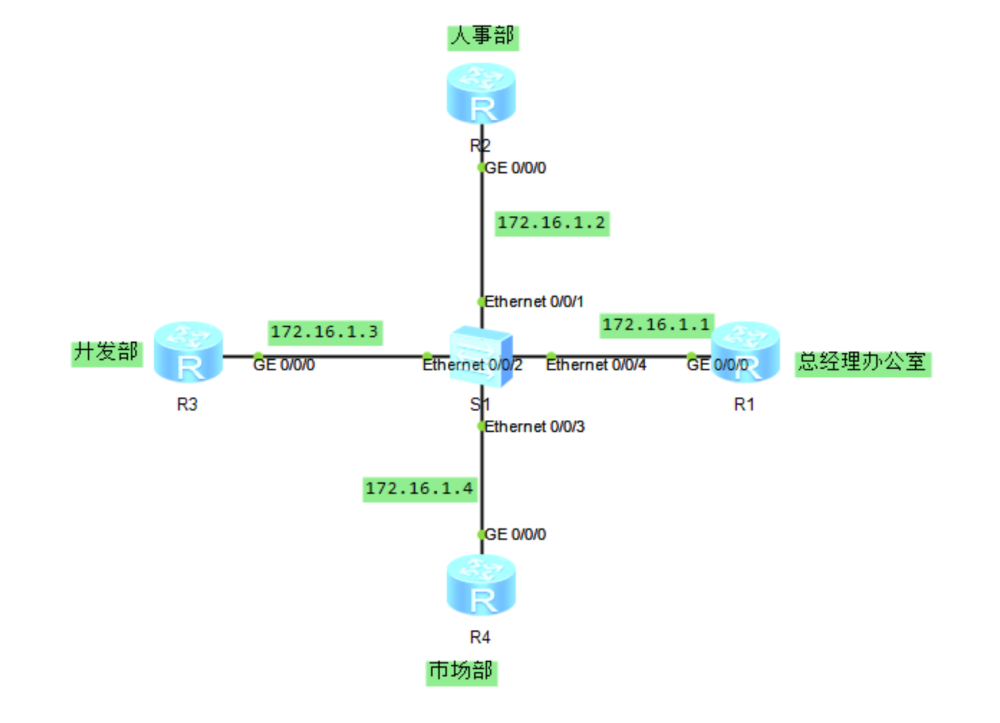 人事部
R
R2
GE 0/0/0
172.16.1.2
Ethernet 0/0/1
172.16.1.3
172.16.1.1
开发部
R
GE 0/0/0
Ethernet 0/0/2
Ethernet 0/0/4
GE 0/0/0
R
总经理办公室
R3
S1
R1
Ethernet 0/0/3
172.16.1.4
GE 0/0/0
R
R4
市场部